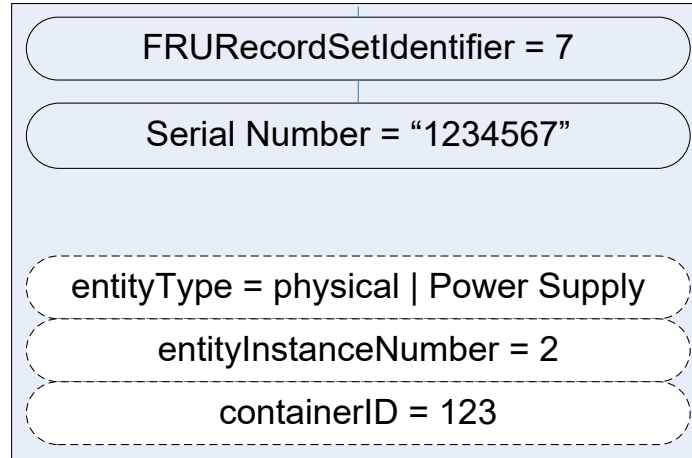 FRURecordSetIdentifier = 7
Serial Number = “1234567”
entityType = physical | Power Supply
entityInstanceNumber = 2
containerID = 123